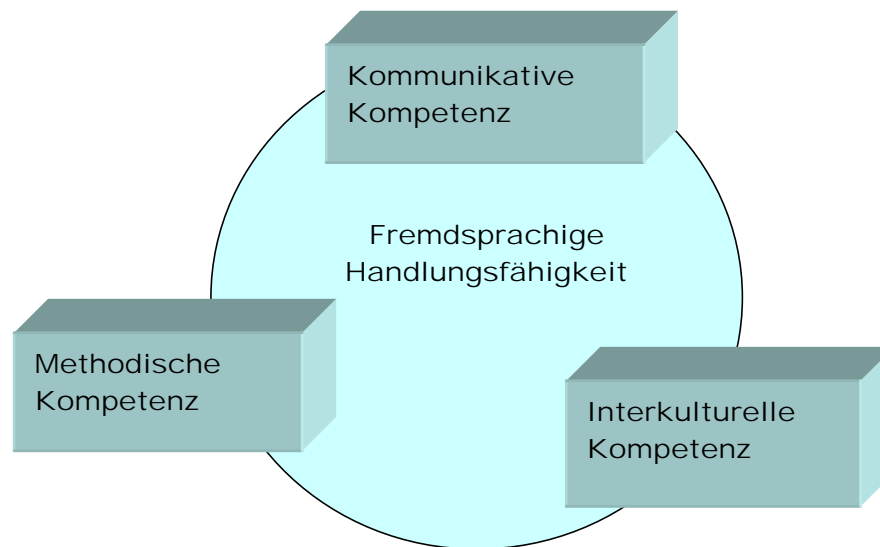 Kommunikative
Kompetenz
Fremdsprachige
Handlungsfähigkeit
Methodische
Kompetenz
Interkulturelle
Kompetenz